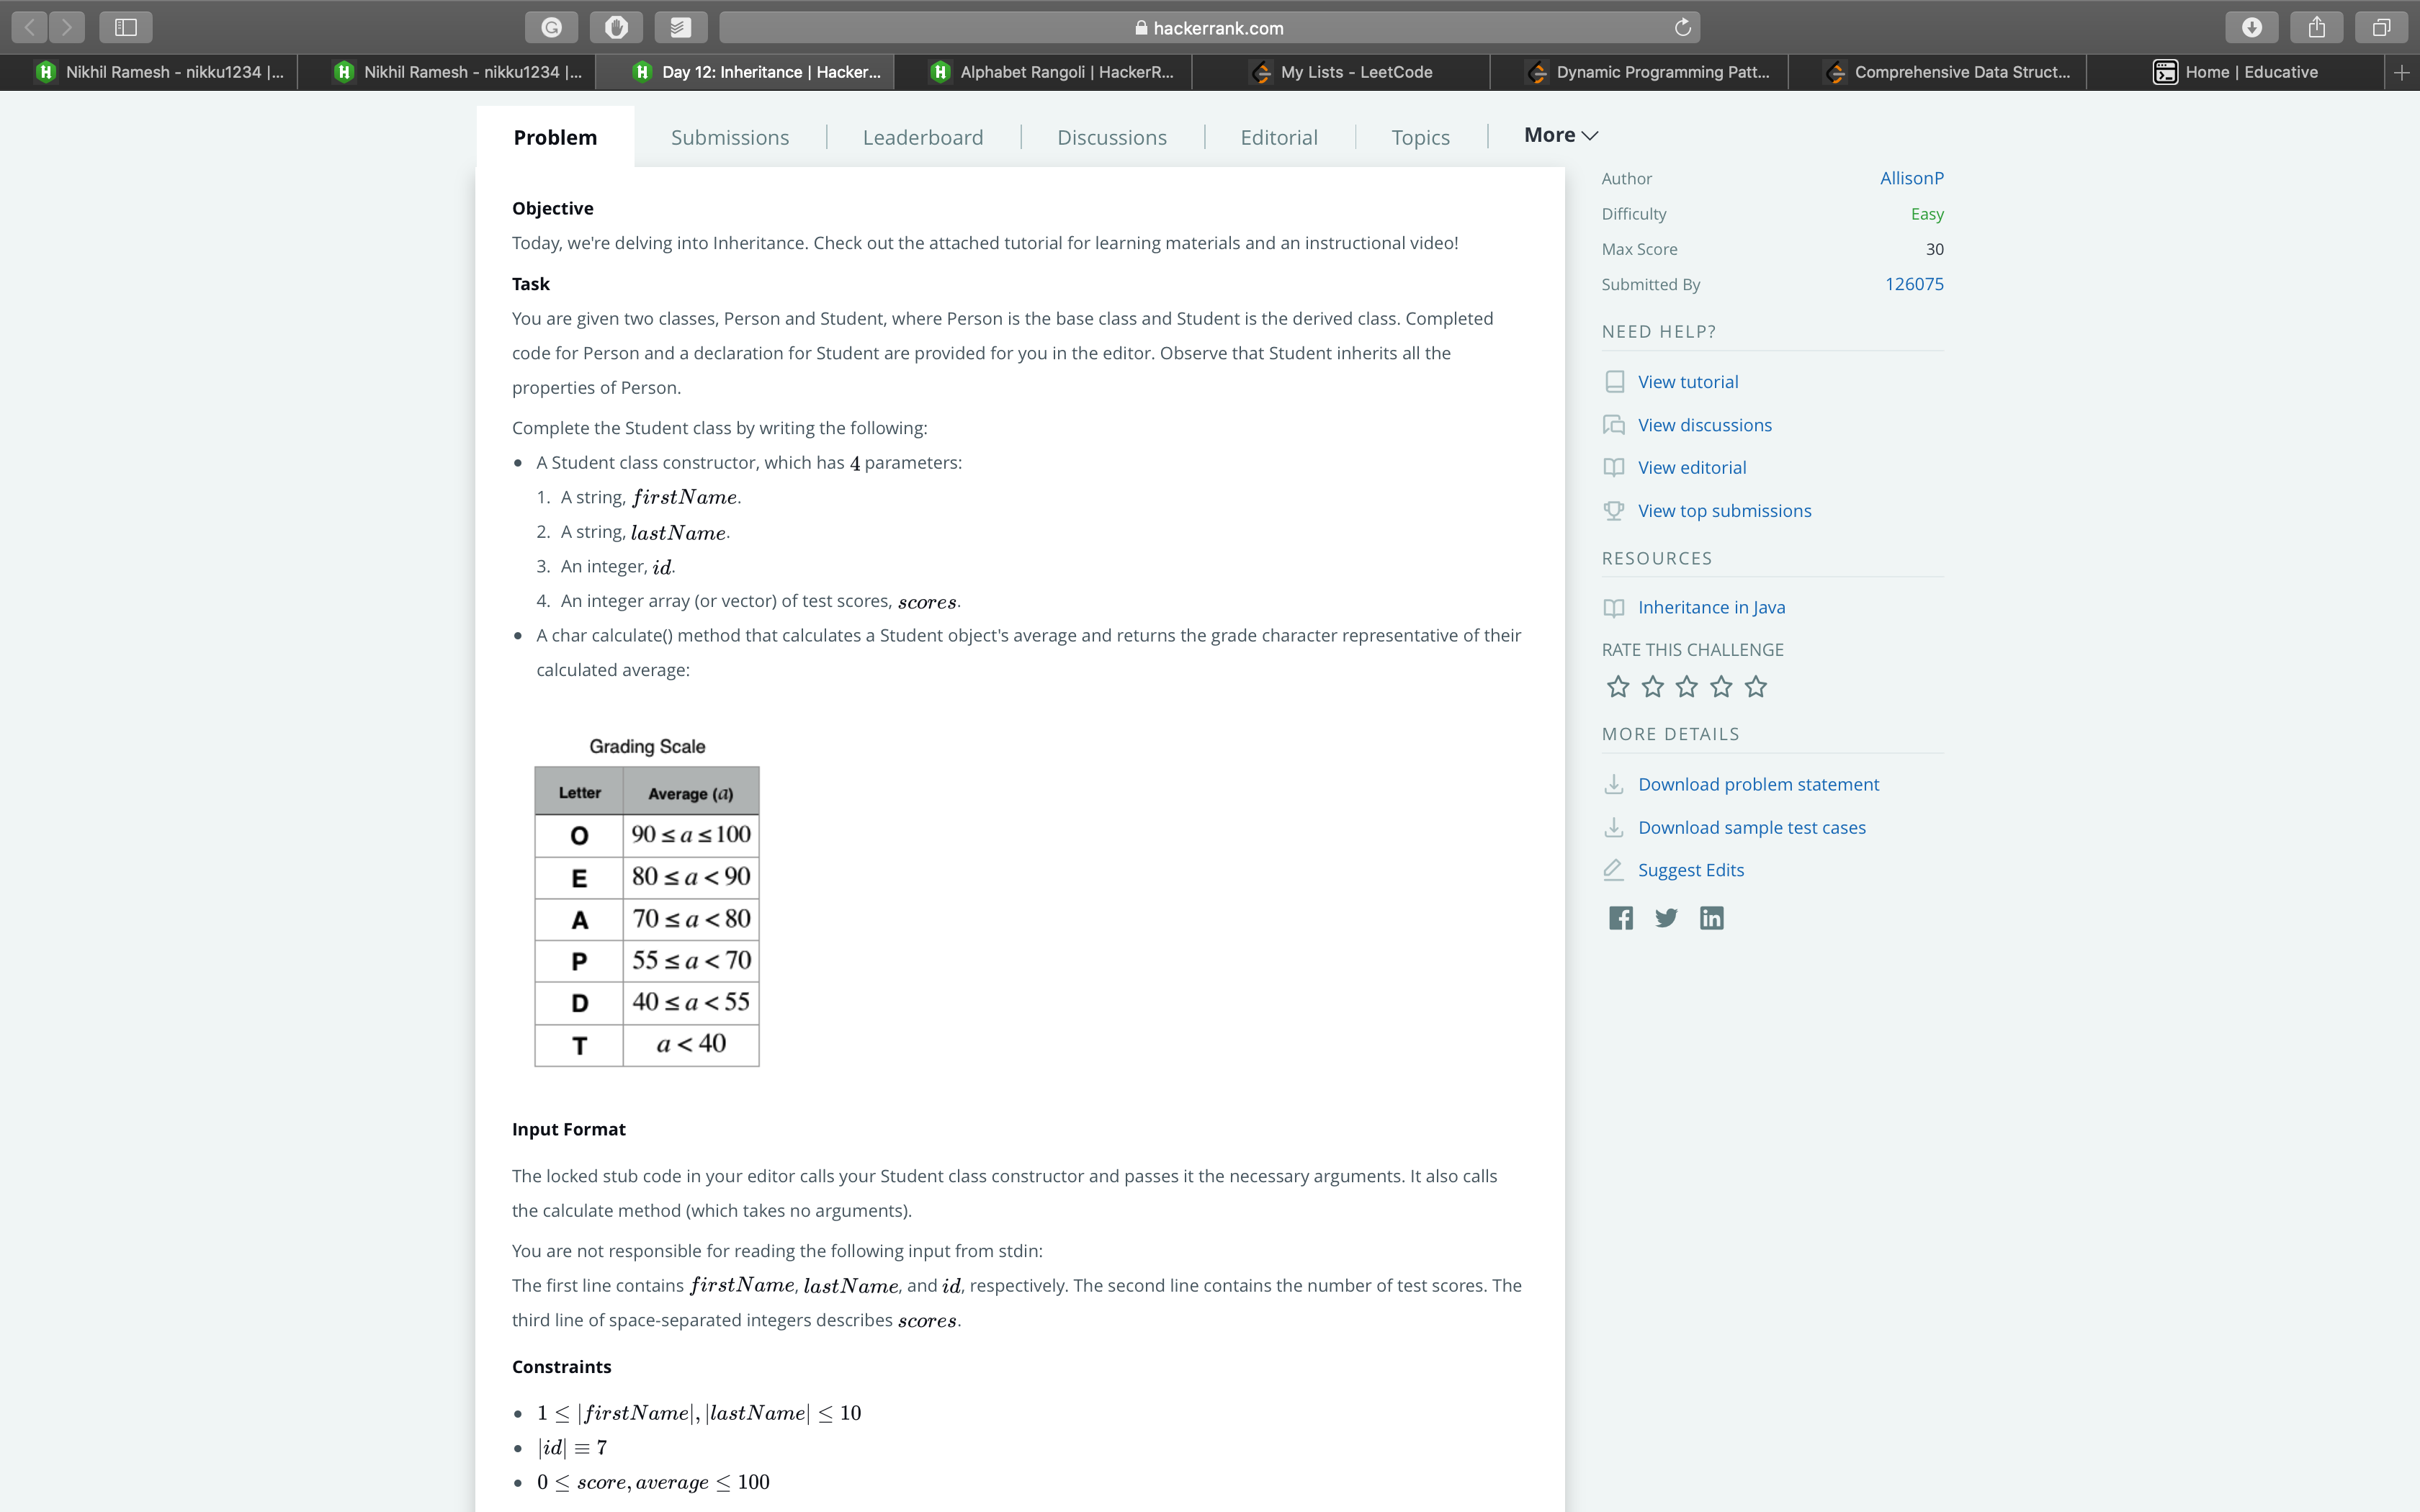 hackerrank.com
Nikhil Ramesh - nikku1234 |...
Nikhil Ramesh - nikku1234 |...
Day 12: Inheritance | Hacker...
Alphabet Rangoli | HackerR...
My Lists - LeetCode
Dynamic Programming Patt...
Comprehensive Data Struct...
Home | Educative
Problem
Submissions
Leaderboard
Discussions
Editorial
Topics
More
Objective
Today, we're delving into Inheritance. Check out the attached tutorial for learning materials and an instructional video!
Task
You are given two classes, Person and Student, where Person is the base class and Student is the derived class. Completed
code for Person and a declaration for Student are provided for you in the editor. Observe that Student inherits all the
properties of Person.
Complete the Student class by writing the following:
• A Student class constructor, which has 4 parameters:
1. A string, firstName.
2. A string, lastName.
3. An integer, id.
4. An integer array (or vector) of test scores, scores.
• A char calculate() method that calculates a Student object's average and returns the grade character representative of their
calculated average:
Grading Scale
Letter Average (a)
O 90 ≤ a ≤ 100
E 80 ≤ a < 90
A 70 ≤ a < 80
P 55 ≤ a < 70
D 40 ≤ a < 55
T a < 40
Input Format
The locked stub code in your editor calls your Student class constructor and passes it the necessary arguments. It also calls
the calculate method (which takes no arguments).
You are not responsible for reading the following input from stdin:
The first line contains firstName, lastName, and id, respectively. The second line contains the number of test scores. The
third line of space-separated integers describes scores.
Constraints
• 1 ≤ |firstName|, |lastName| ≤ 10
• |id| ≡ 7
• 0 ≤ score, average ≤ 100
Author AllisonP
Difficulty Easy
Max Score 30
Submitted By 126075
NEED HELP?
View tutorial
View discussions
View editorial
View top submissions
RESOURCES
Inheritance in Java
RATE THIS CHALLENGE
MORE DETAILS
Download problem statement
Download sample test cases
Suggest Edits